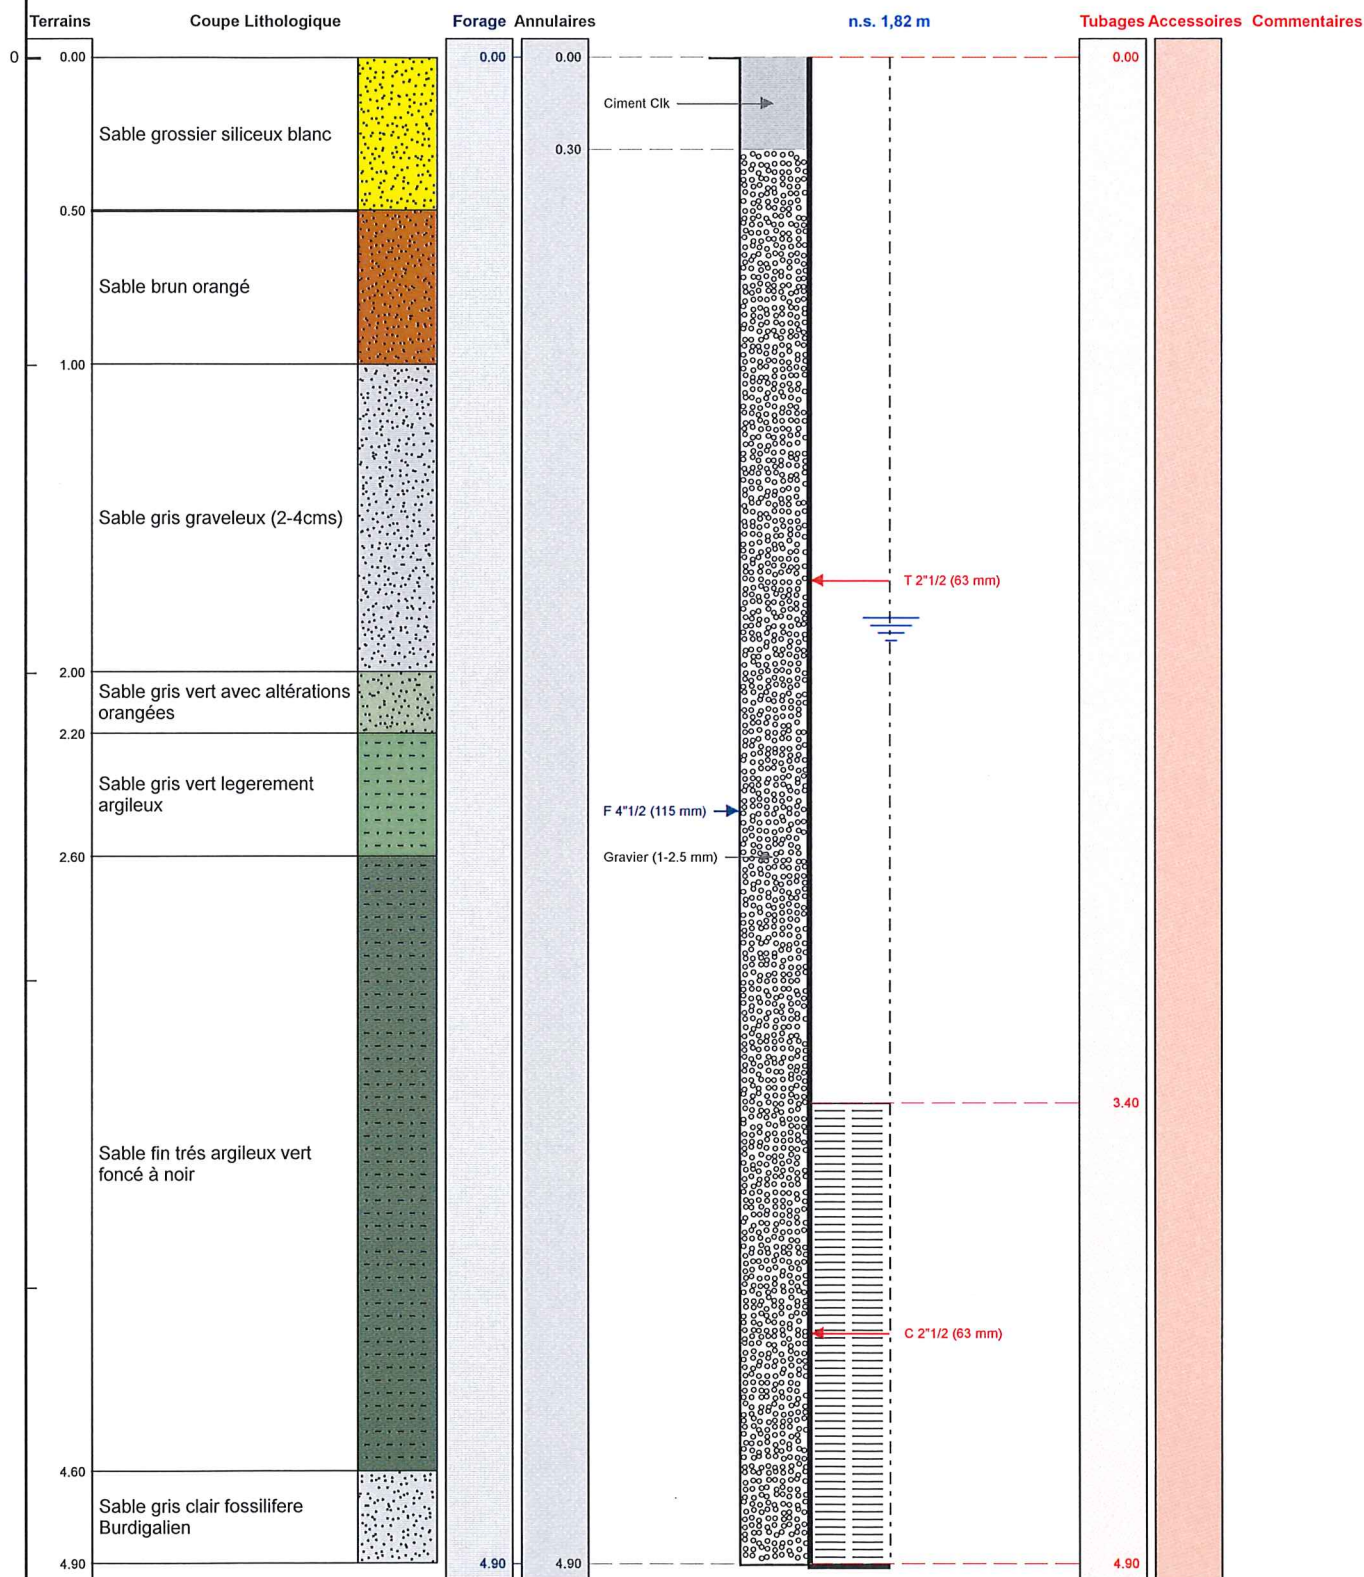 Terrains Coupe Lithologique Forage Annulaires n.s. 1,82 m Tubages Accessoires Commentaires
0 0.00 0.00 0.00 0.00
Ciment Clk
Sable grossier siliceux blanc
0.30
0.50
Sable brun orangé
1.00
Sable gris graveleux (2-4cms)
T 2"1/2 (63 mm)
2.00
Sable gris vert avec altérations
orangées
2.20
Sable gris vert legerement
argileux
F 4"1/2 (115 mm)
2.60
Gravier (1-2.5 mm)
3.40
Sable fin trés argileux vert
foncé à noir
C 2"1/2 (63 mm)
4.60
Sable gris clair fossilifere
Burdigalien
4.90 4.90 4.90 4.90